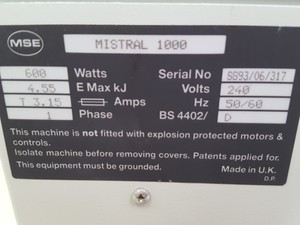 MSE MISTRAL 1000
600 Watts Serial No SG93/06/317
4.55 E Max kJ Volts 240
T 3.15 Amps Hz 50/60
1 Phase BS 4402/ D
This machine is not fitted with explosion protected motors &
controls.
Isolate machine before removing covers. Patents applied for.
This equipment must be grounded. Made in U.K.
D.P.